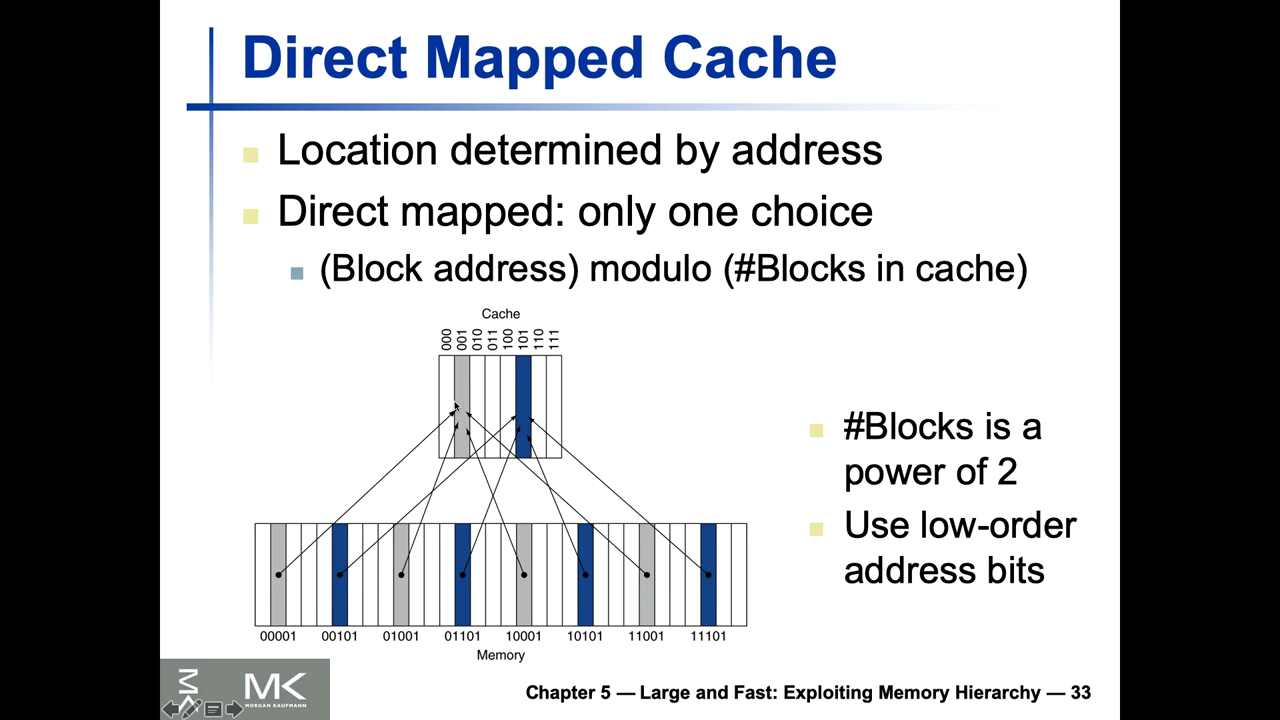 Direct Mapped Cache
Location determined by address
Direct mapped: only one choice
(Block address) modulo (#Blocks in cache)
Cache
000 001 010 011 100 101 110 111
#Blocks is a
power of 2
Use low-order
address bits
00001 00101 01001 01101 10001 10101 11001 11101
Memory
MK
MK
MORGAN KAUFMANN
Chapter 5 — Large and Fast: Exploiting Memory Hierarchy — 33